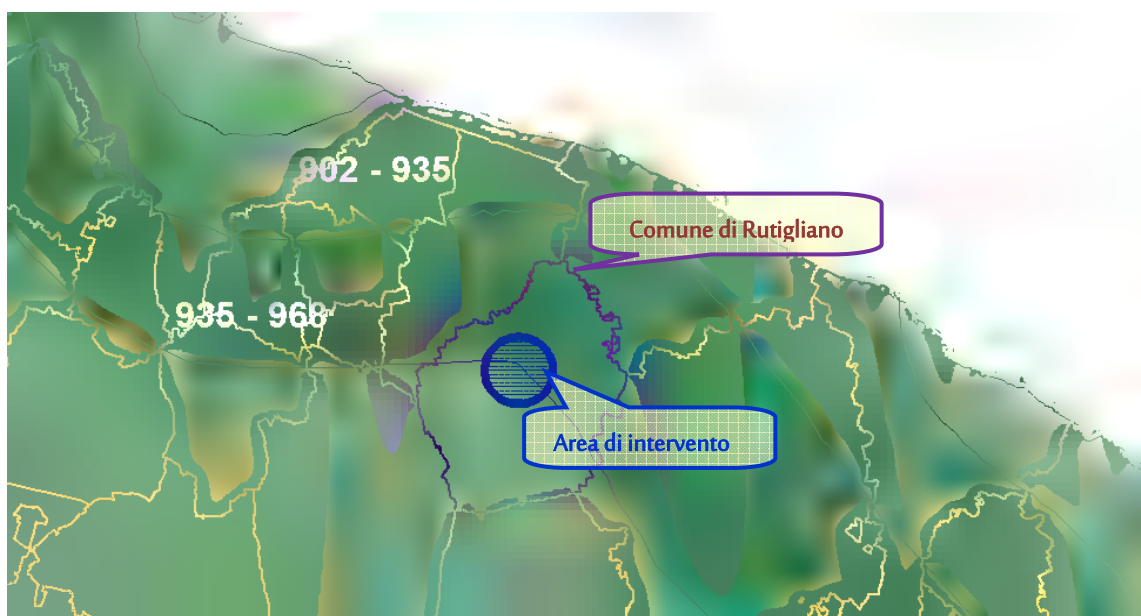 902 - 935
Comune di Rutigliano
935 - 968
Area di intervento